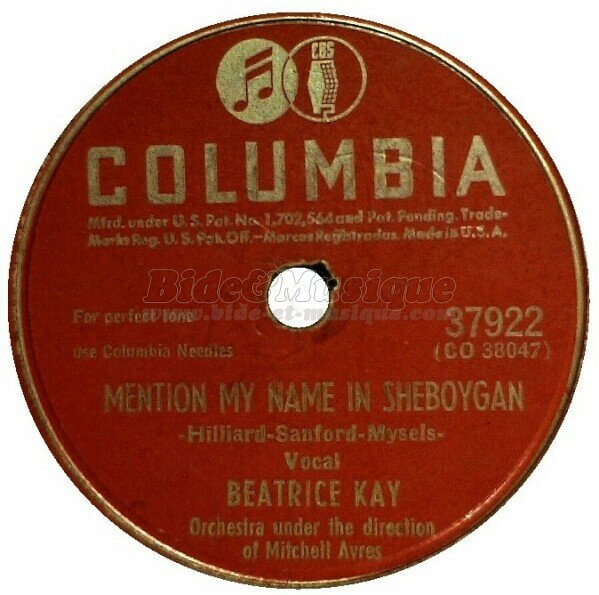 CBS
COLUMBIA
Mfrd. under U.S. Pat. No. 1,702,564 and Pat. Pending. Trade-
Marks Reg. U.S. Pat. Off.—Marcas Registradas. Made in U.S.A.
Bide&Musique
www.bide-et-musique.com
For perfect tone
use Columbia Needles
37922
(CO 38047)
MENTION MY NAME IN SHEBOYGAN
-Hilliard-Sanford-Mysels-
Vocal
BEATRICE KAY
Orchestra under the direction
of Mitchell Ayres